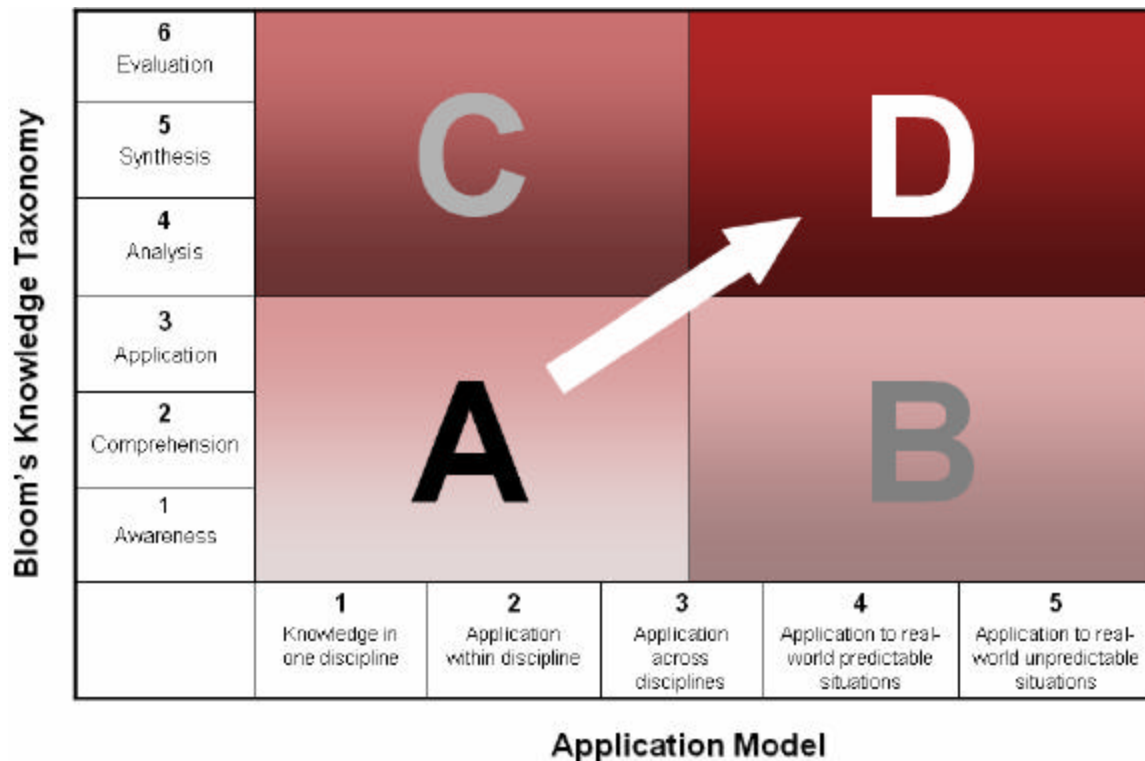 Bloom's Knowledge Taxonomy
6
Evaluation
5
Synthesis
4
Analysis
3
Application
2
Comprehension
1
Awareness
C
D
A
B
1
Knowledge in
one discipline
2
Application
within discipline
3
Application
across
disciplines
4
Application to real-
world predictable
situations
5
Application to real-
world unpredictable
situations
Application Model